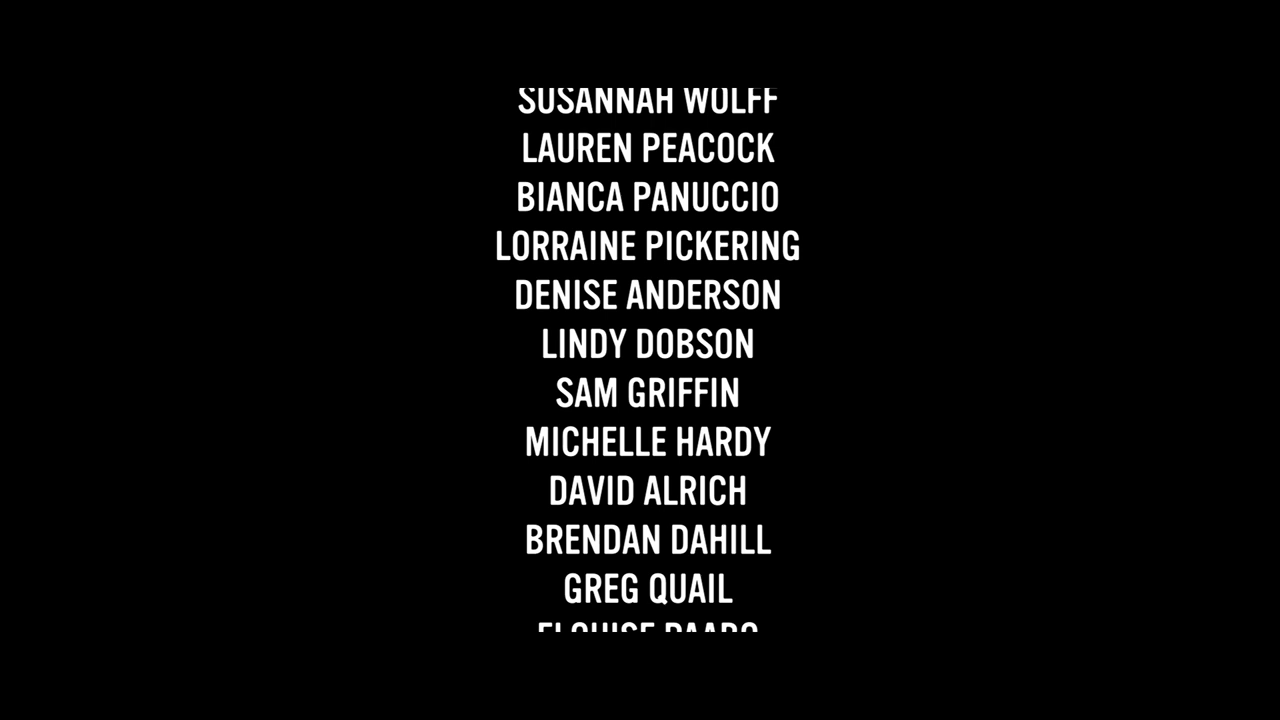 SUSANNAH WOLFF
LAUREN PEACOCK
BIANCA PANUCCIO
LORRAINE PICKERING
DENISE ANDERSON
LINDY DOBSON
SAM GRIFFIN
MICHELLE HARDY
DAVID ALRICH
BRENDAN DAHILL
GREG QUAIL
ELOUISE